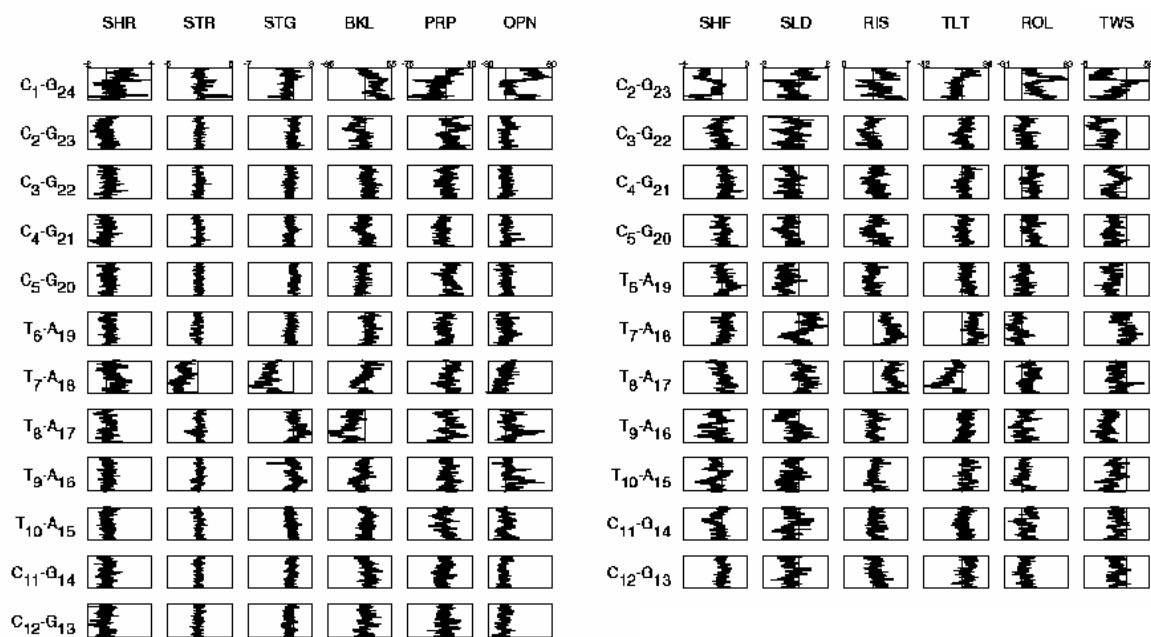 SHR STR STG BKL PRP OPN SHF SLD RIS TLT ROL TWS
C1-G24 C2-G23
C2-G23 C3-G22
C3-G22 C4-G21
C4-G21 C5-G20
C5-G20 T6-A19
T6-A19 T7-A18
T7-A18 T8-A17
T8-A17 T9-A16
T9-A16 T10-A15
T10-A15 C11-G14
C11-G14 C12-G13
C12-G13